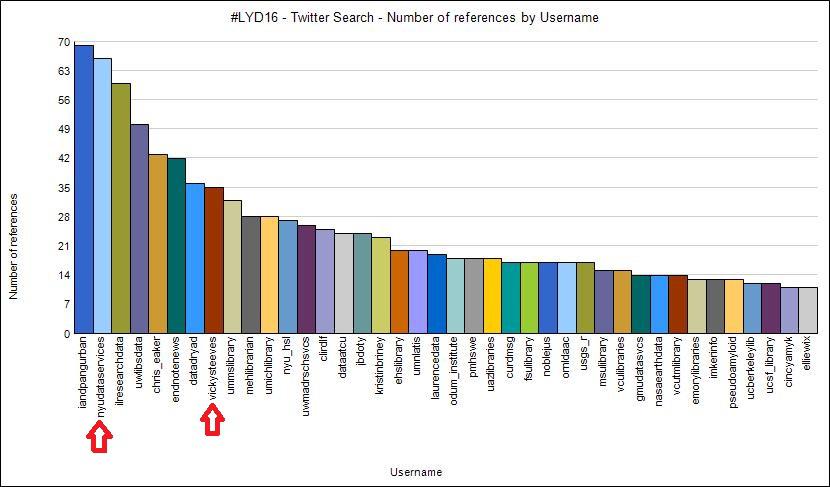 #LYD16 - Twitter Search - Number of references by Username
70
63
56
49
42
35
28
21
14
7
0
Number of references
iandpangurban
nyudataservices
ilresearchdata
uwlibsdata
chris_eaker
endnotenews
datadryad
vickysteeves
ummslibrary
mehlibrarian
umichlibrary
nyu_hsl
uwmadrschsvcs
clirdlf
dataatcu
jbdoty
kristinbriney
ehslibrary
umnlatis
laurencedata
odum_institute
pmhswe
uazlibraries
curdmsg
fsulibrary
noblejus
ornldaac
usgs_r
msulibrary
vculibraries
gmudatasvcs
nasaearthdata
vcutmllibrary
emorylibraries
imkerinfo
pseudoamyloid
ucberkeleylib
ucsf_library
cincyamyk
elliewix
Username